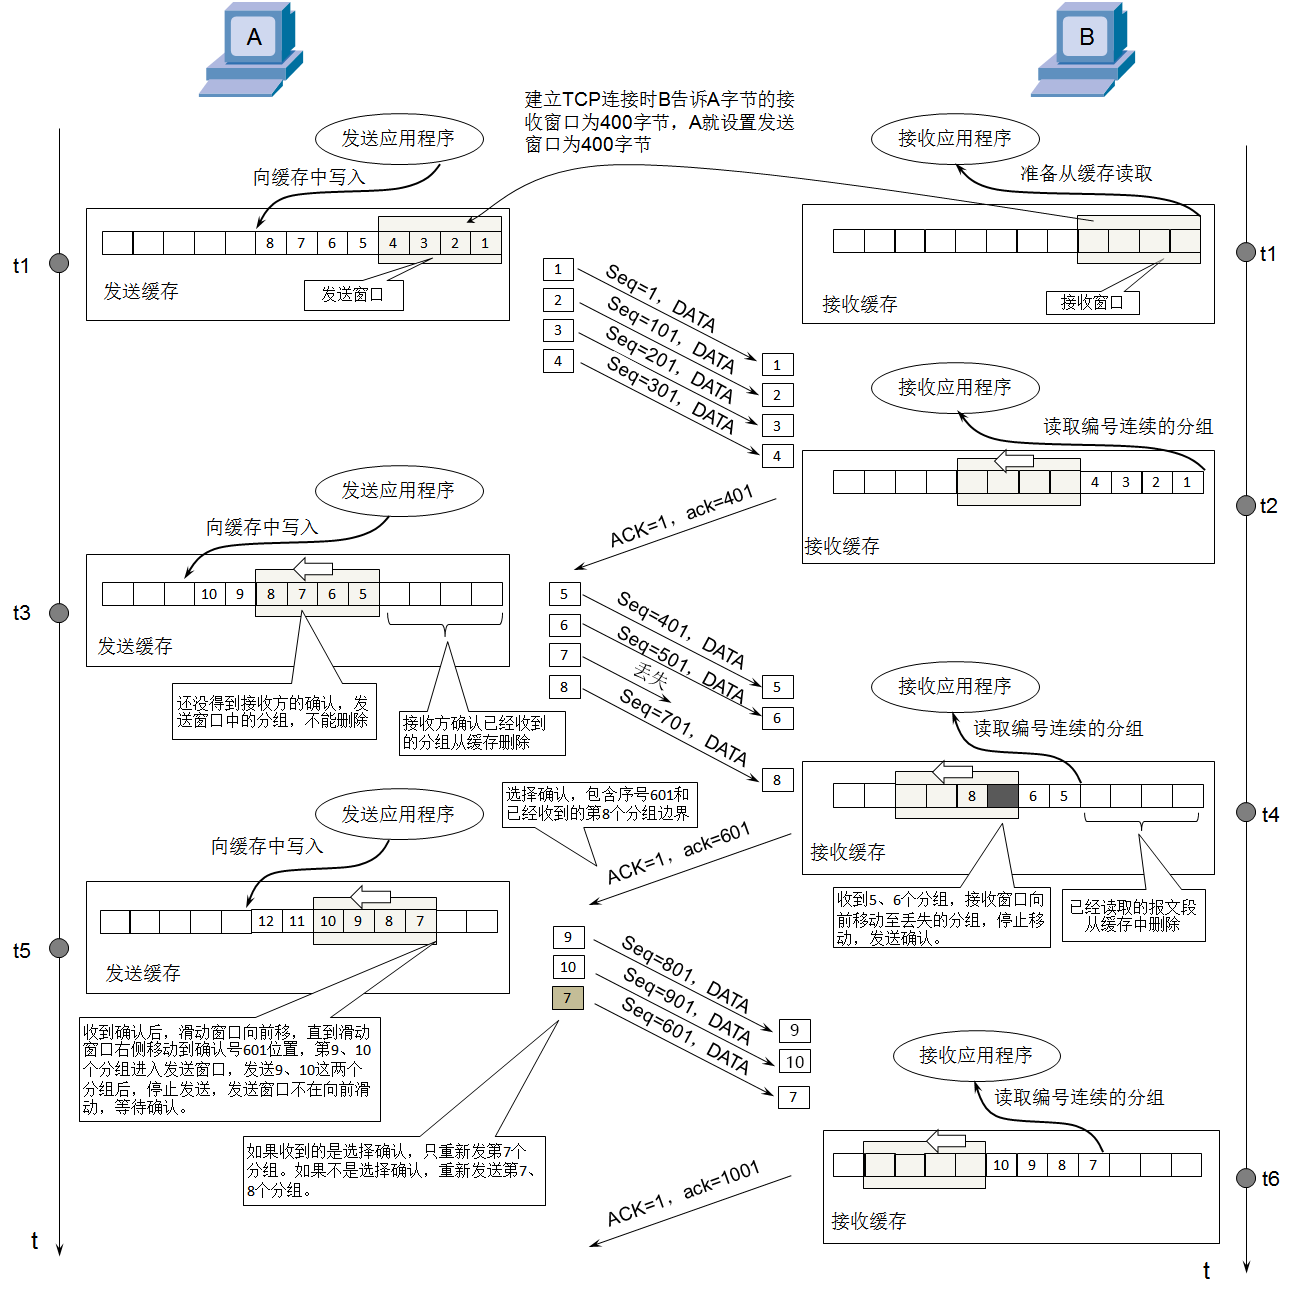 A
B
建立TCP连接时B告诉A字节的接
收窗口为400字节，A就设置发送
窗口为400字节
发送应用程序
接收应用程序
向缓存中写入
准备从缓存读取
8 7 6 5 4 3 2 1
发送窗口
发送缓存
t1
接收窗口
接收缓存
t1
1 Seq=1，DATA
2 Seq=101，DATA
3 Seq=201，DATA
4 Seq=301，DATA
1
2
3
4
接收应用程序
读取编号连续的分组
4 3 2 1
接收缓存
t2
ACK=1，ack=401
发送应用程序
向缓存中写入
10 9 8 7 6 5
发送缓存
t3
还没得到接收方的确认，发
送窗口中的分组，不能删除
接收方确认已经收到
的分组从缓存删除
5 Seq=401，DATA
6 Seq=501，DATA
7 丢失
8 Seq=701，DATA
5
6
8
接收应用程序
读取编号连续的分组
8 6 5
接收缓存
t4
收到5、6个分组，接收窗口向
前移动至丢失的分组，停止移
动，发送确认。
已经读取的报文段
从缓存中删除
选择确认，包含序号601和
已经收到的第8个分组边界
ACK=1，ack=601
发送应用程序
向缓存中写入
12 11 10 9 8 7
发送缓存
t5
收到确认后，滑动窗口向前移，直到滑动
窗口右侧移动到确认号601位置，第9、10
个分组进入发送窗口，发送9、10这两个
分组后，停止发送，发送窗口不在向前滑
动，等待确认。
9 Seq=801，DATA
10 Seq=901，DATA
7 Seq=601，DATA
9
10
7
如果收到的是选择确认，只重新发第7个
分组。如果不是选择确认，重新发送第7、
8个分组。
接收应用程序
读取编号连续的分组
10 9 8 7
接收缓存
t6
ACK=1，ack=1001
t
t